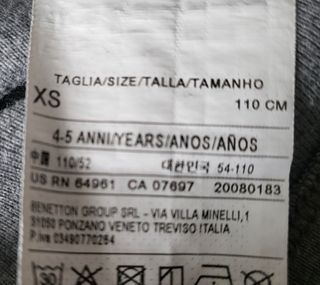 TAGLIA/SIZE/TALLA/TAMANHO
XS 110 CM
4-5 ANNI/YEARS/ANOS/AÑOS
中国 110/52 대한민국 54-110
US RN 64961 CA 07697 20080183
BENETTON GROUP SRL - VIA VILLA MINELLI,1
31050 PONZANO VENETO TREVISO ITALIA
P.iva 03490770264
30